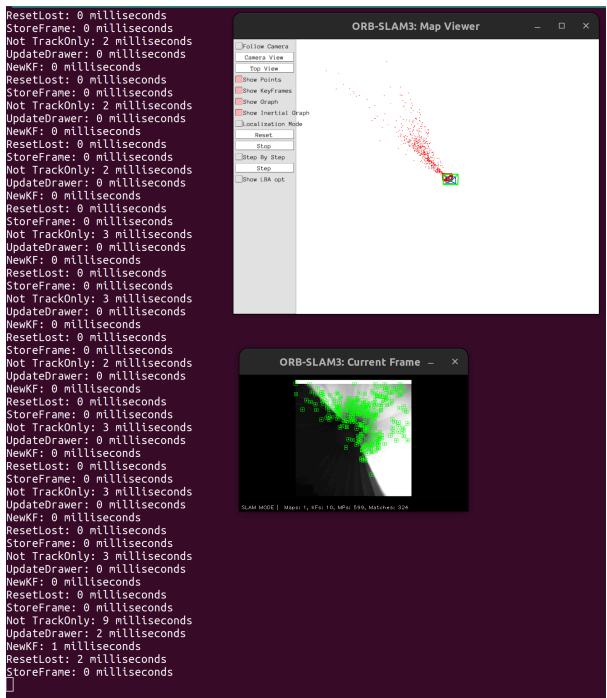 ResetLost: 0 milliseconds
StoreFrame: 0 milliseconds
Not TrackOnly: 2 milliseconds
UpdateDrawer: 0 milliseconds
NewKF: 0 milliseconds
ResetLost: 0 milliseconds
StoreFrame: 0 milliseconds
Not TrackOnly: 2 milliseconds
UpdateDrawer: 0 milliseconds
NewKF: 0 milliseconds
ResetLost: 0 milliseconds
StoreFrame: 0 milliseconds
Not TrackOnly: 2 milliseconds
UpdateDrawer: 0 milliseconds
NewKF: 0 milliseconds
ResetLost: 0 milliseconds
StoreFrame: 0 milliseconds
Not TrackOnly: 3 milliseconds
UpdateDrawer: 0 milliseconds
NewKF: 0 milliseconds
ResetLost: 0 milliseconds
StoreFrame: 0 milliseconds
Not TrackOnly: 3 milliseconds
UpdateDrawer: 0 milliseconds
NewKF: 0 milliseconds
ResetLost: 0 milliseconds
StoreFrame: 0 milliseconds
Not TrackOnly: 2 milliseconds
UpdateDrawer: 0 milliseconds
NewKF: 0 milliseconds
ResetLost: 0 milliseconds
StoreFrame: 0 milliseconds
Not TrackOnly: 3 milliseconds
UpdateDrawer: 0 milliseconds
NewKF: 0 milliseconds
ResetLost: 0 milliseconds
StoreFrame: 0 milliseconds
Not TrackOnly: 3 milliseconds
UpdateDrawer: 0 milliseconds
NewKF: 0 milliseconds
ResetLost: 0 milliseconds
StoreFrame: 0 milliseconds
Not TrackOnly: 3 milliseconds
UpdateDrawer: 0 milliseconds
NewKF: 0 milliseconds
ResetLost: 0 milliseconds
StoreFrame: 0 milliseconds
Not TrackOnly: 9 milliseconds
UpdateDrawer: 2 milliseconds
NewKF: 1 milliseconds
ResetLost: 2 milliseconds
StoreFrame: 0 milliseconds
ORB-SLAM3: Map Viewer
Follow Camera
Camera View
Top View
Show Points
Show KeyFrames
Show Graph
Show Inertial Graph
Localization Mode
Reset
Stop
Step By Step
Step
Show LBA opt
ORB-SLAM3: Current Frame
SLAM MODE | Maps: 1, KFs: 10, MPs: 599, Matches: 324